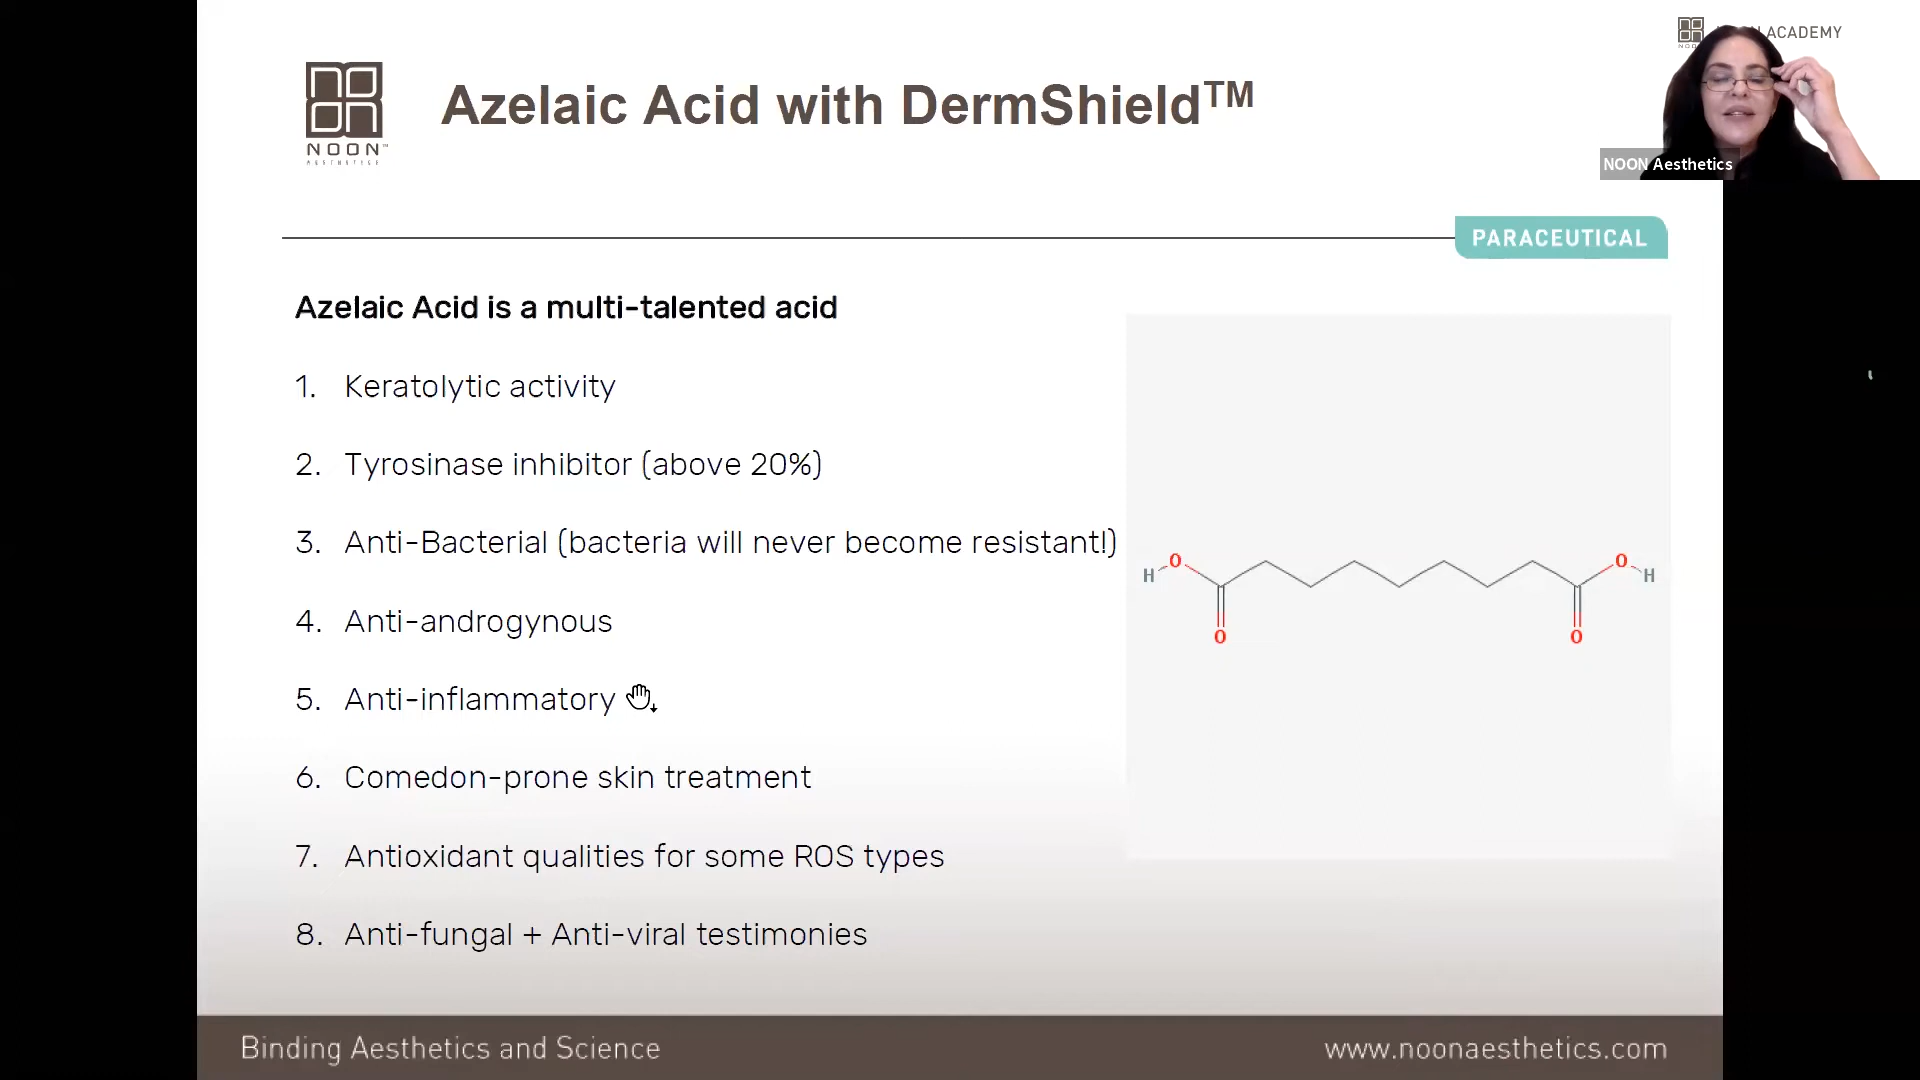 NOON ACADEMY
NOON™
AESTHETICS
Azelaic Acid with DermShield™
NOON Aesthetics
PARACEUTICAL
Azelaic Acid is a multi-talented acid
1. Keratolytic activity
2. Tyrosinase inhibitor (above 20%)
3. Anti-Bacterial (bacteria will never become resistant!)
4. Anti-androgynous
5. Anti-inflammatory
6. Comedon-prone skin treatment
7. Antioxidant qualities for some ROS types
8. Anti-fungal + Anti-viral testimonies
H O O H
O O
Binding Aesthetics and Science
www.noonaesthetics.com